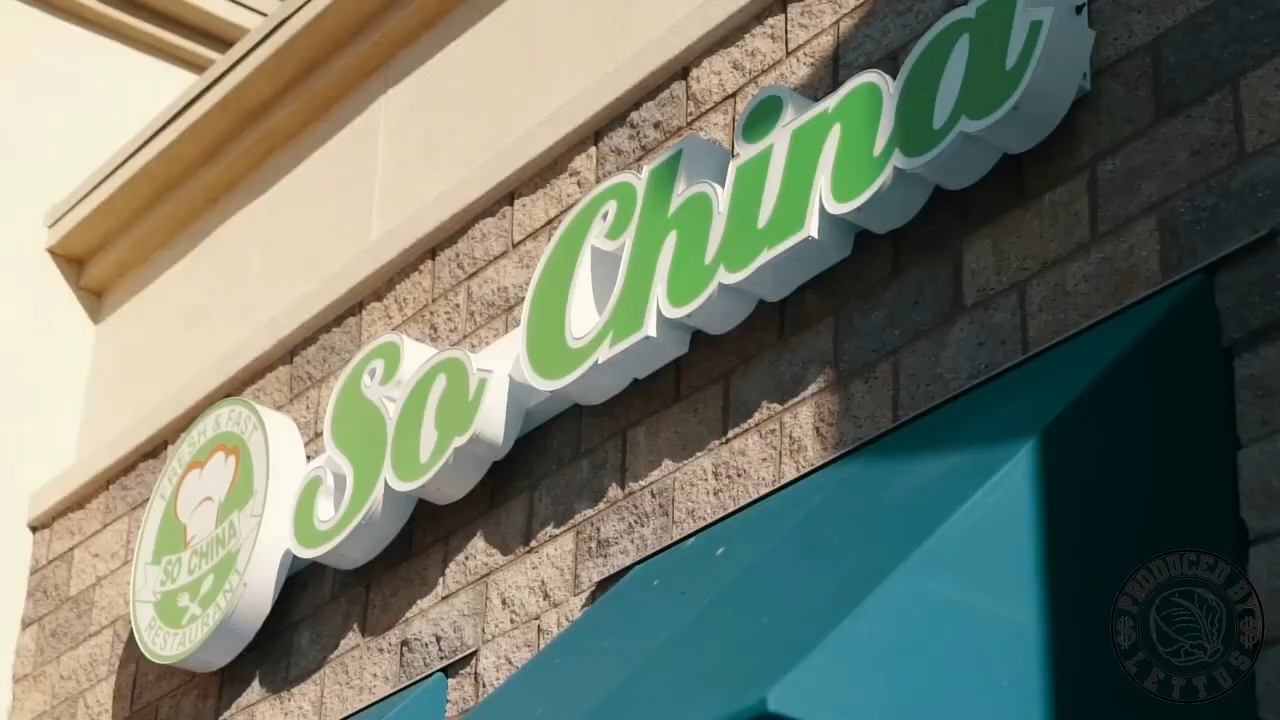 So China
FRESH & FAST
SO CHINA
RESTAURANT
PRODUCED BY
LETTUS